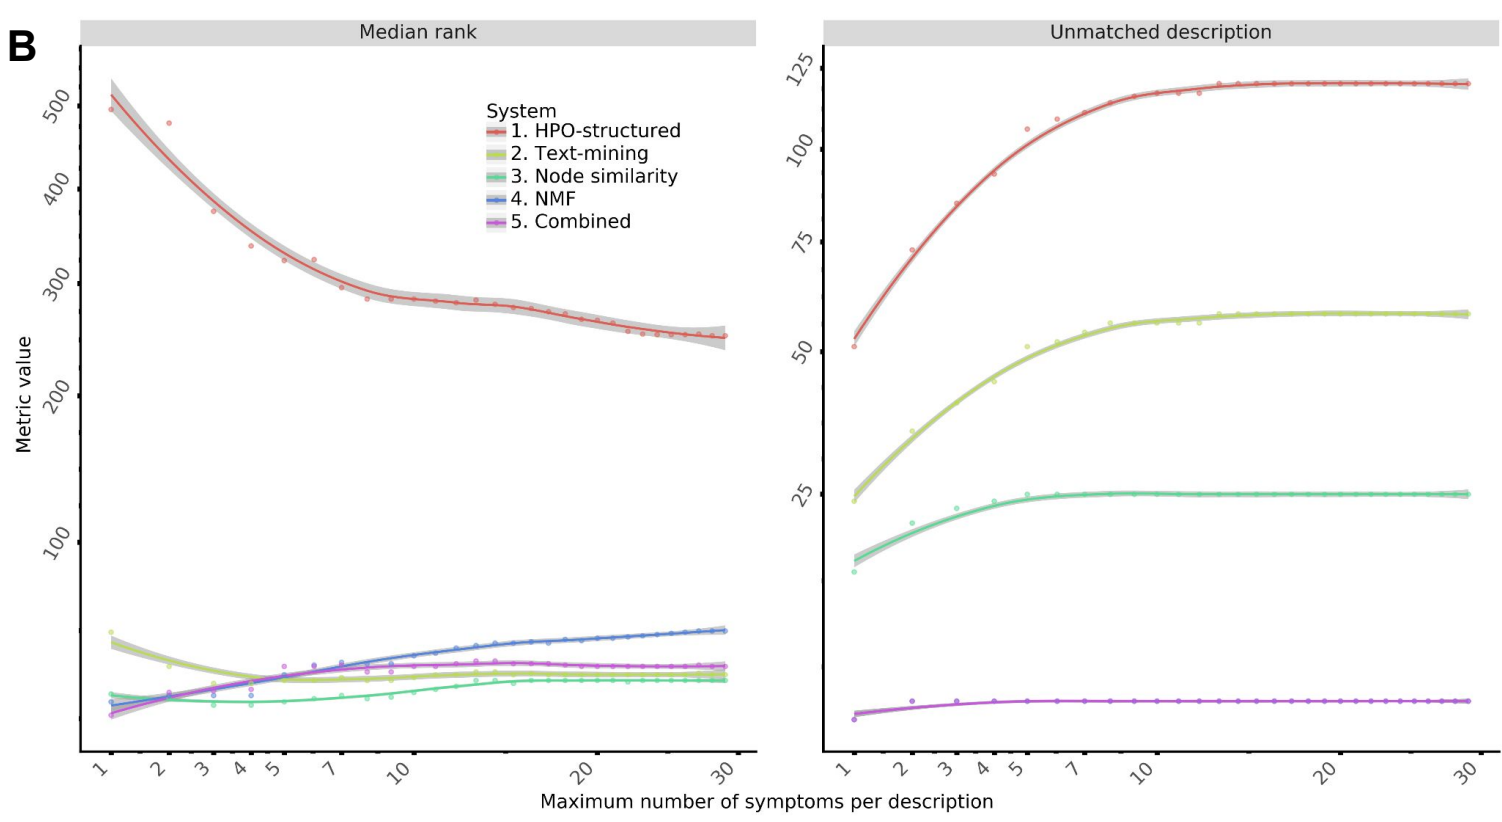 B
Median rank
Unmatched description
Metric value
500
400
300
200
100
System
1. HPO-structured
2. Text-mining
3. Node similarity
4. NMF
5. Combined
1 2 3 4 5 7 10 20 30
125
100
75
50
25
1 2 3 4 5 7 10 20 30
Maximum number of symptoms per description